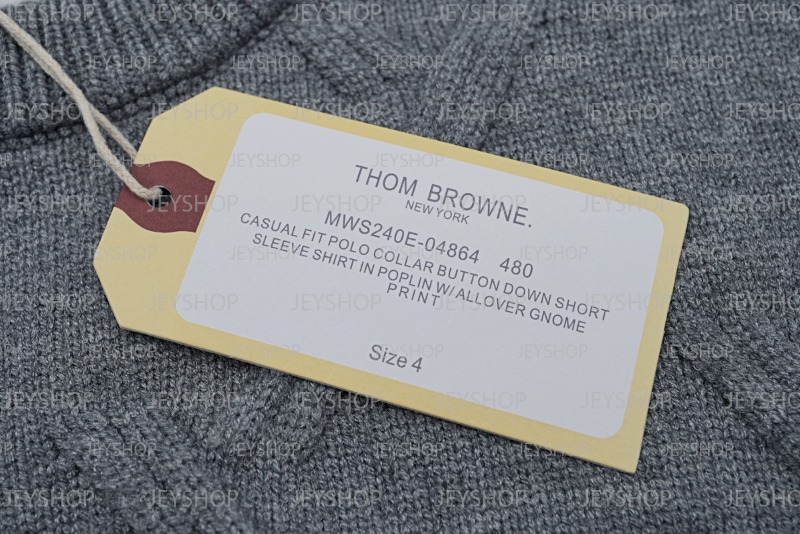 THOM BROWNE.
NEW YORK
MWS240E-04864 480
CASUAL FIT POLO COLLAR BUTTON DOWN SHORT
SLEEVE SHIRT IN POPLIN W/ALLOVER GNOME
PRINT
Size 4
JEYSHOP